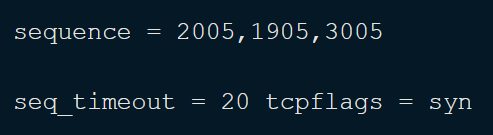 sequence = 2005,1905,3005
seq_timeout = 20 tcpflags = syn